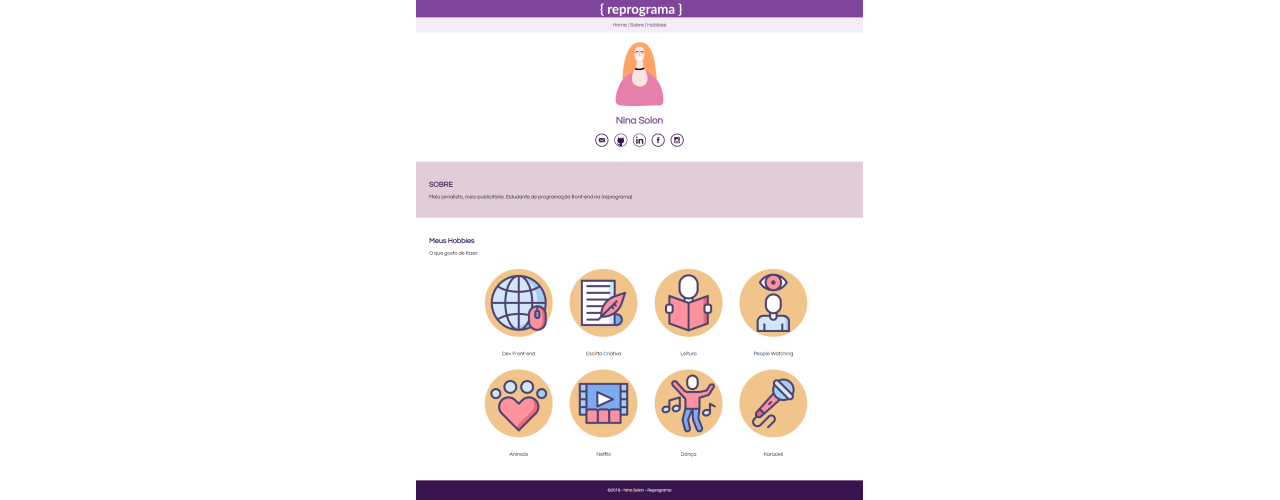 { reprograma }
Home | Sobre | Hobbies
Nina Solon
SOBRE
Meio jornalista, meio publicitária. Estudante de programação front-end na {reprograma}
Meus Hobbies
O que gosto de fazer
Dev Front-end
Escrita Criativa
Leitura
People Watching
Animais
Netflix
Dança
Karaokê
©2019 - Nina Solon - Reprograma